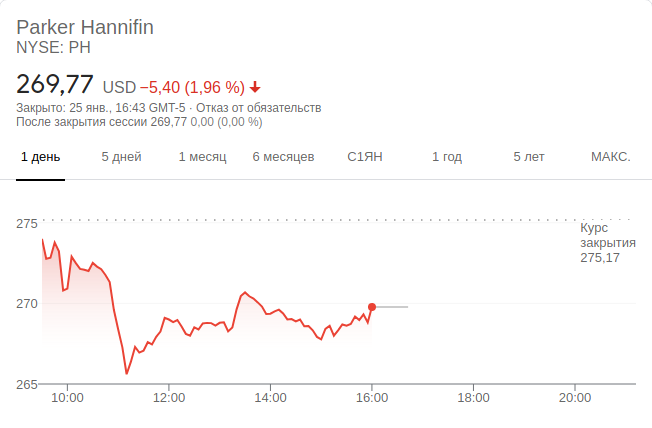 Parker Hannifin
NYSE: PH
269,77 USD −5,40 (1,96 %)
Закрыто: 25 янв., 16:43 GMT-5 · Отказ от обязательств
После закрытия сессии 269,77 0,00 (0,00 %)
1 день 5 дней 1 месяц 6 месяцев С1ЯН 1 год 5 лет МАКС.
275
Курс
закрытия
275,17
270
265
10:00 12:00 14:00 16:00 18:00 20:00